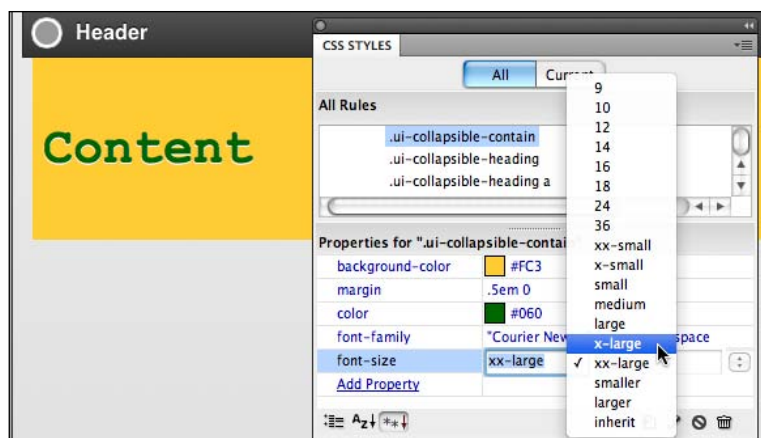 Header
CSS STYLES
All
All Rules
.ui-collapsible-contain
.ui-collapsible-heading
.ui-collapsible-heading a
Properties for ".ui-collapsible-contain
background-color #FC3
margin .5em 0
color #060
font-family "Courier New
font-size xx-large
Add Property
9
10
12
14
16
18
24
36
xx-small
x-small
small
medium
large
x-large
✓ xx-large
smaller
larger
inherit
Content